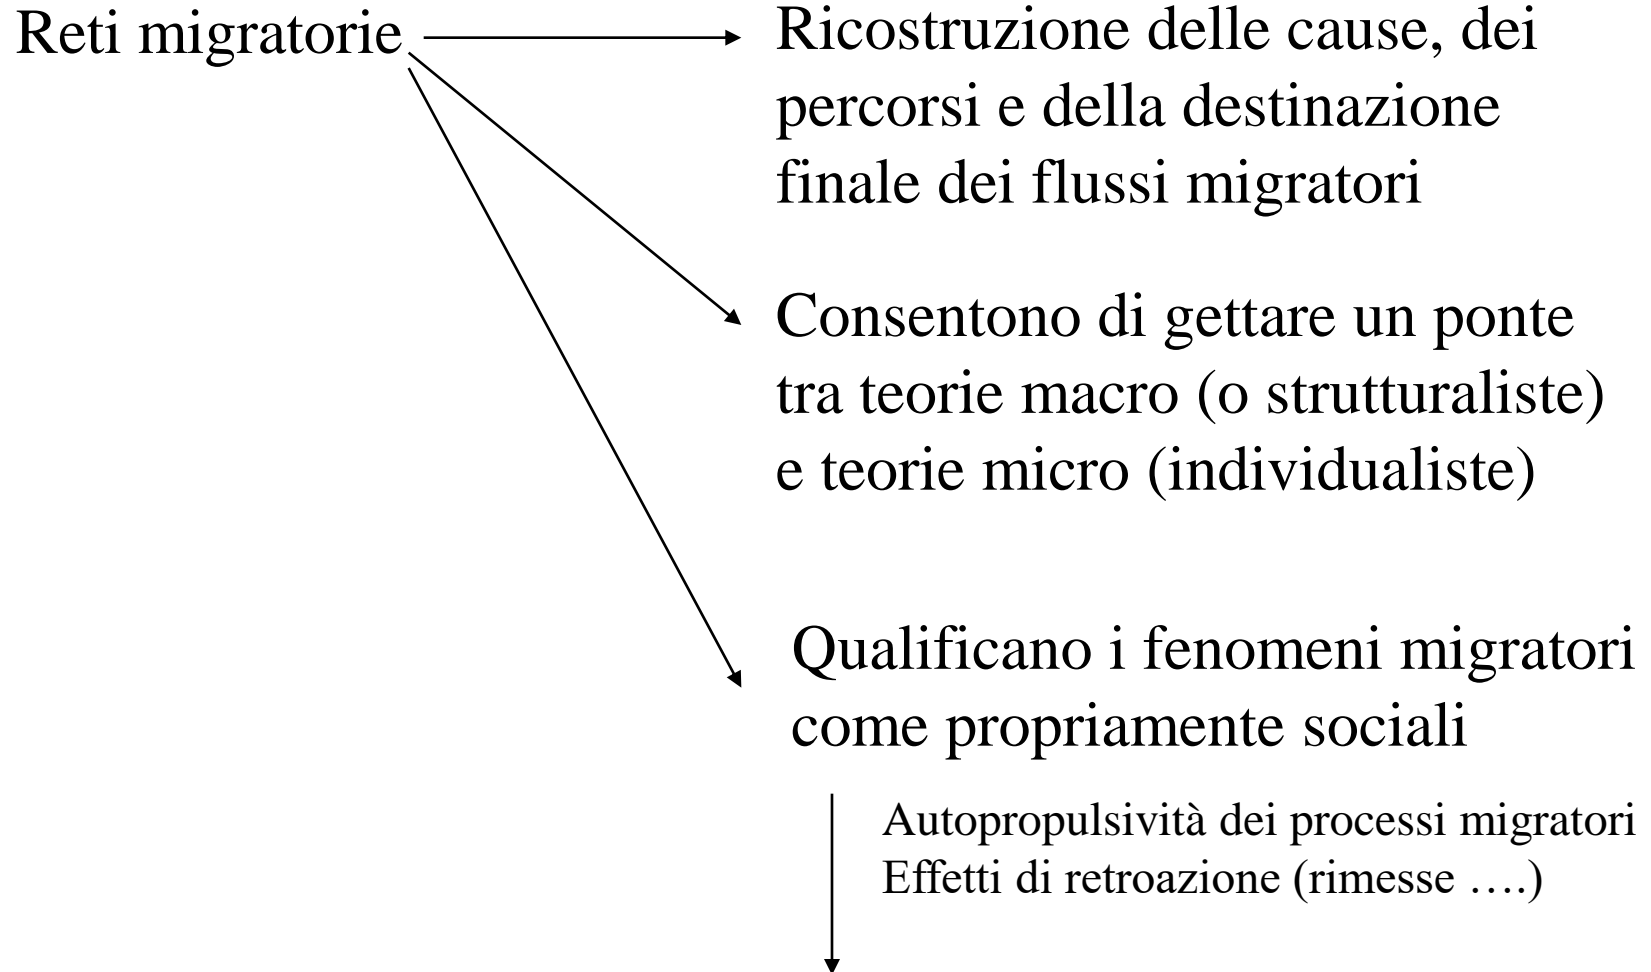 Reti migratorie
Ricostruzione delle cause, dei
percorsi e della destinazione
finale dei flussi migratori
Consentono di gettare un ponte
tra teorie macro (o strutturaliste)
e teorie micro (individualiste)
Qualificano i fenomeni migratori
come propriamente sociali
Autopropulsività dei processi migratori
Effetti di retroazione (rimesse ….)